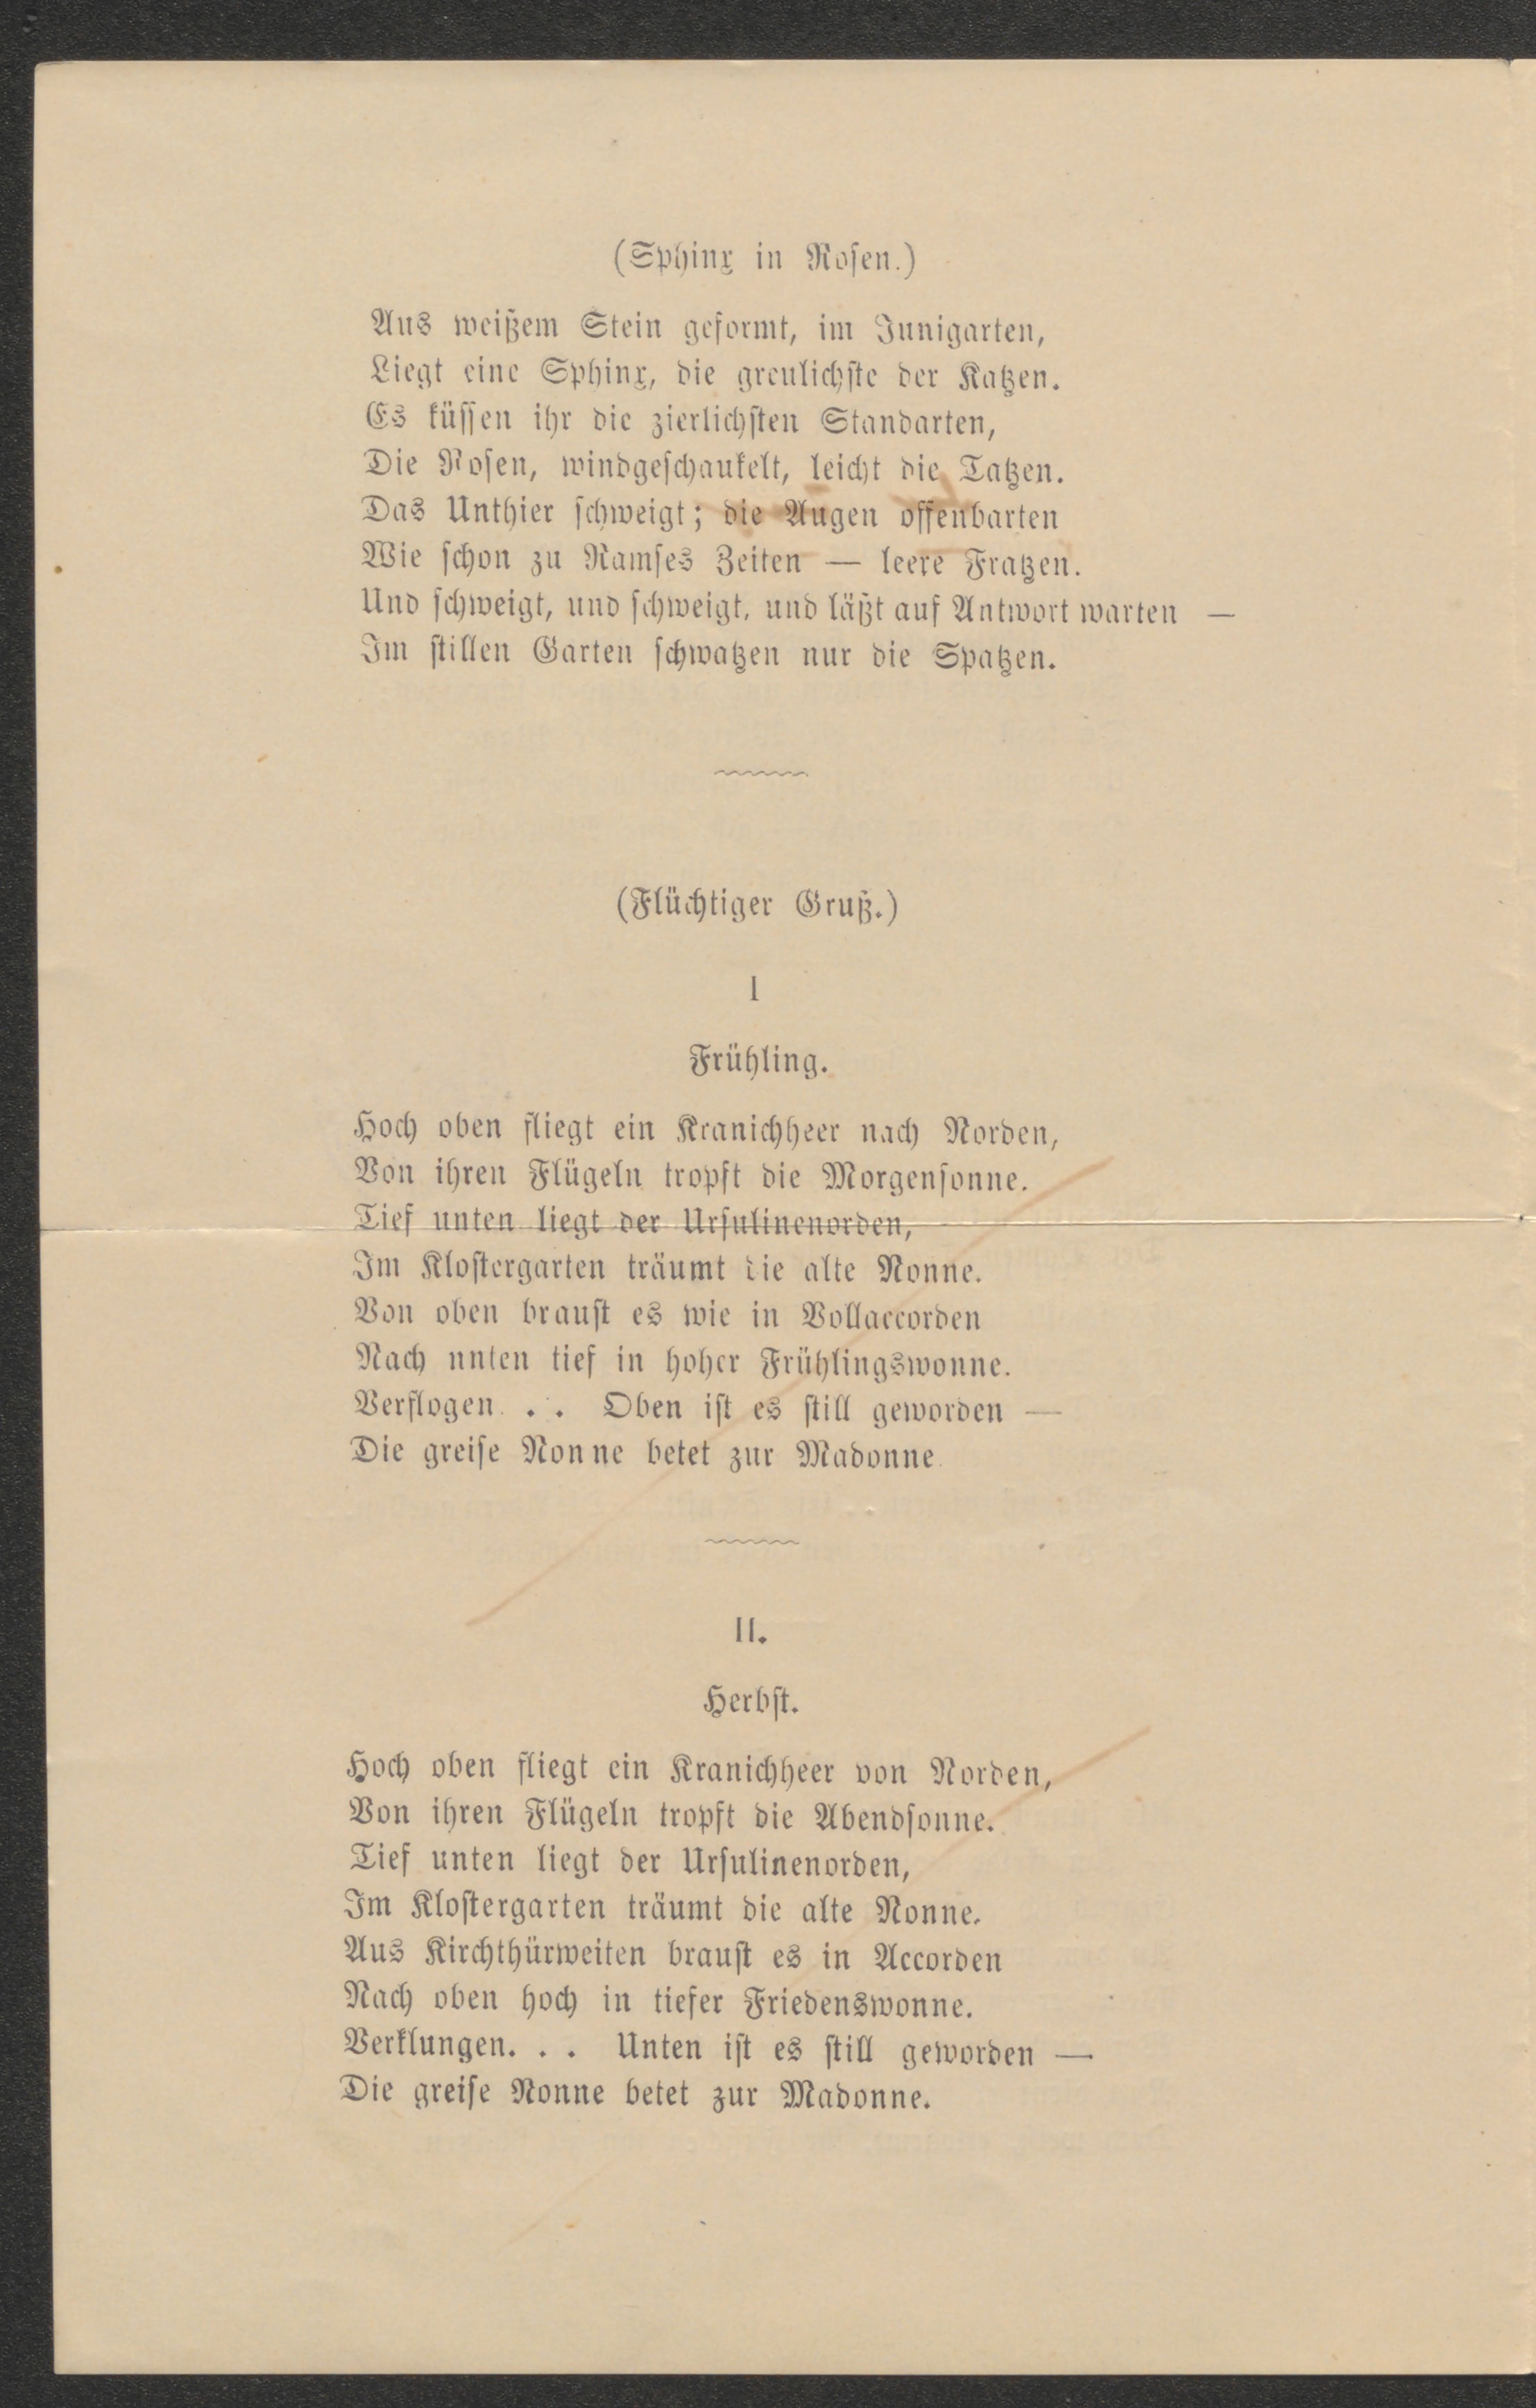 (Sphinx in Rosen.)
Aus weißem Stein geformt, im Junigarten,
Liegt eine Sphinx, die greulichste der Katzen.
Es küssen ihr die zierlichsten Standarten,
Die Rosen, windgeschaukelt, leicht die Tatzen.
Das Unthier schweigt; die Augen offenbarten
Wie schon zu Ramses Zeiten — leere Fratzen.
Und schweigt, und schweigt, und läßt auf Antwort warten —
Im stillen Garten schwatzen nur die Spatzen.
(Flüchtiger Gruß.)
I
Frühling.
Hoch oben fliegt ein Kranichheer nach Norden,
Von ihren Flügeln tropft die Morgensonne.
Tief unten liegt der Ursulinenorden,
Im Klostergarten träumt die alte Nonne.
Von oben braust es wie in Vollaccorden
Nach nnten tief in hoher Frühlingswonne.
Verflogen. . . Oben ist es still geworden —
Die greise Nonne betet zur Madonne.
II.
Herbst.
Hoch oben fliegt ein Kranichheer von Norden,
Von ihren Flügeln tropft die Abendsonne.
Tief unten liegt der Ursulinenorden,
Im Klostergarten träumt die alte Nonne.
Aus Kirchthürweiten braust es in Accorden
Nach oben hoch in tiefer Friedenswonne.
Verklungen. . . Unten ist es still geworden —
Die greise Nonne betet zur Madonne.